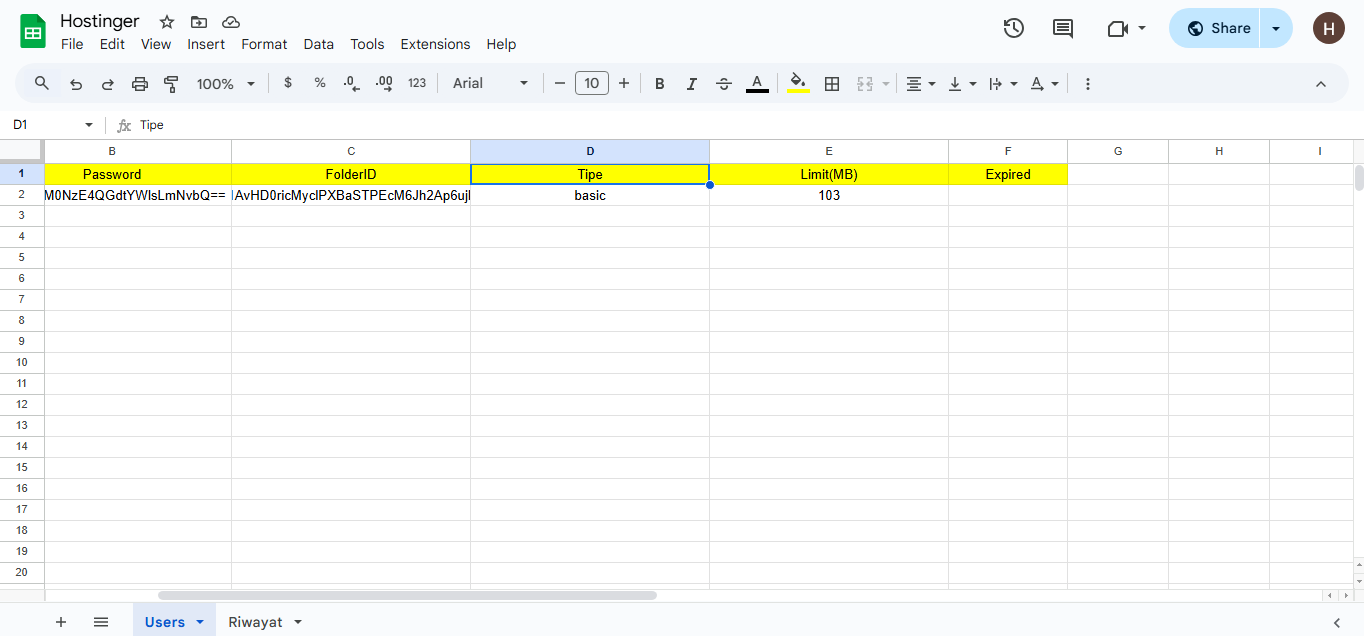 Hostinger
File Edit View Insert Format Data Tools Extensions Help
Share
H
100% $ % .0 .00 123 Arial 10 B I S A A
D1 fx Tipe
B C D E F G H I
1 Password FolderID Tipe Limit(MB) Expired
2 M0NzE4QGdtYWlsLmNvbQ== basic 103
3
4
5
6
7
8
9
10
11
12
13
14
15
16
17
18
19
20
Users Riwayat